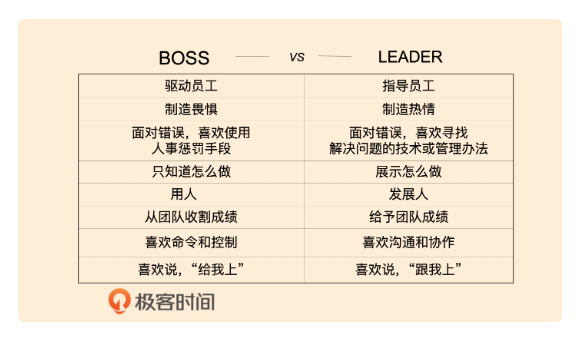 BOSS vs LEADER
驱动员工 指导员工
制造畏惧 制造热情
面对错误，喜欢使用 面对错误，喜欢寻找
人事惩罚手段 解决问题的技术或管理办法
只知道怎么做 展示怎么做
用人 发展人
从团队收割成绩 给予团队成绩
喜欢命令和控制 喜欢沟通和协作
喜欢说，“给我上” 喜欢说，“跟我上”
极客时间